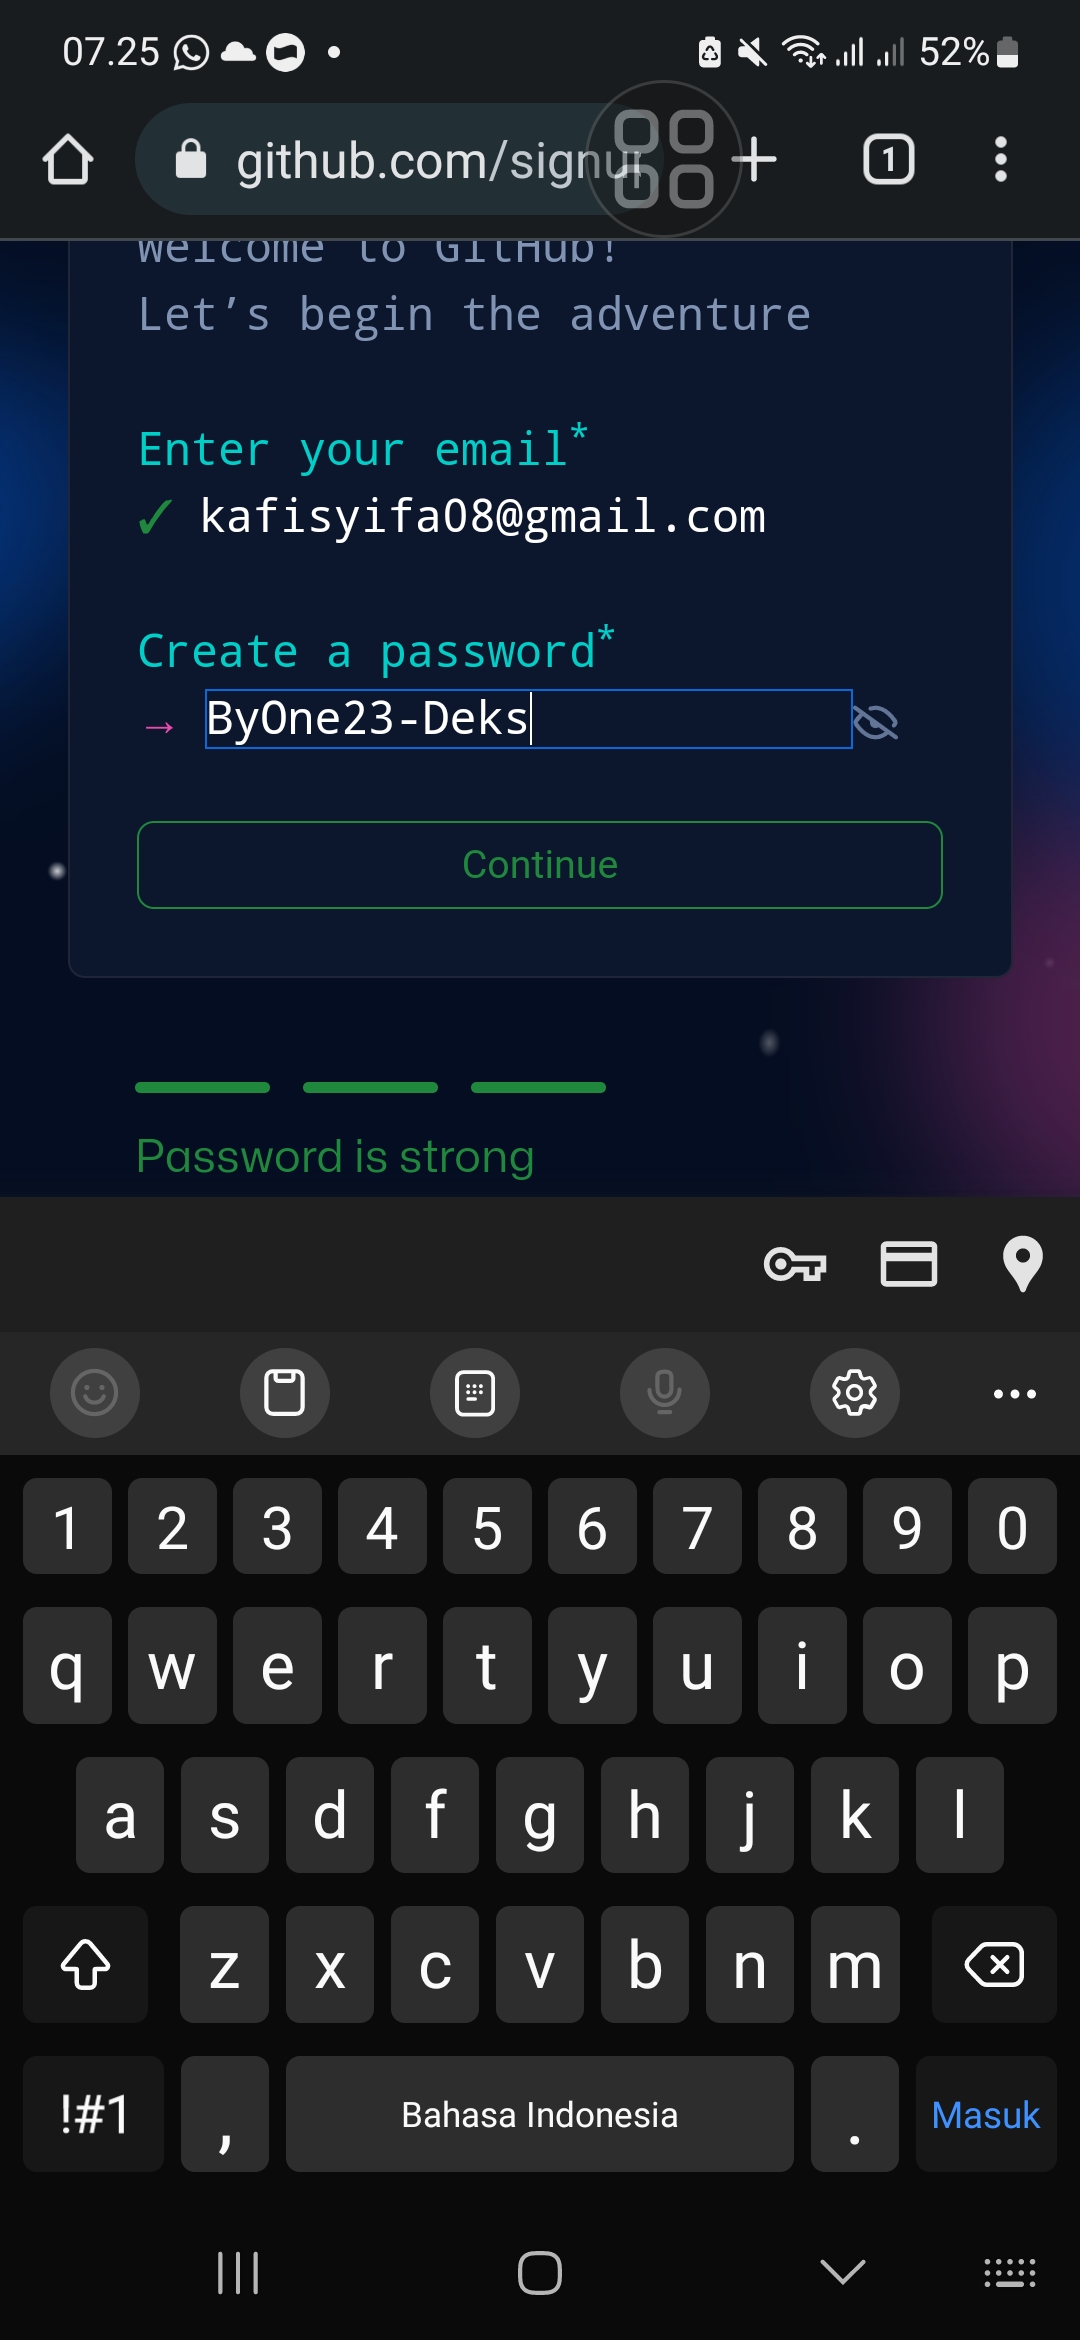 07.25
52%
github.com/signup
1
Welcome to GitHub!
Let’s begin the adventure
Enter your email*
✓ kafisyifa08@gmail.com
Create a password*
→ ByOne23-Deks
Continue
Password is strong
1 2 3 4 5 6 7 8 9 0
q w e r t y u i o p
a s d f g h j k l
z x c v b n m
!#1 , Bahasa Indonesia . Masuk